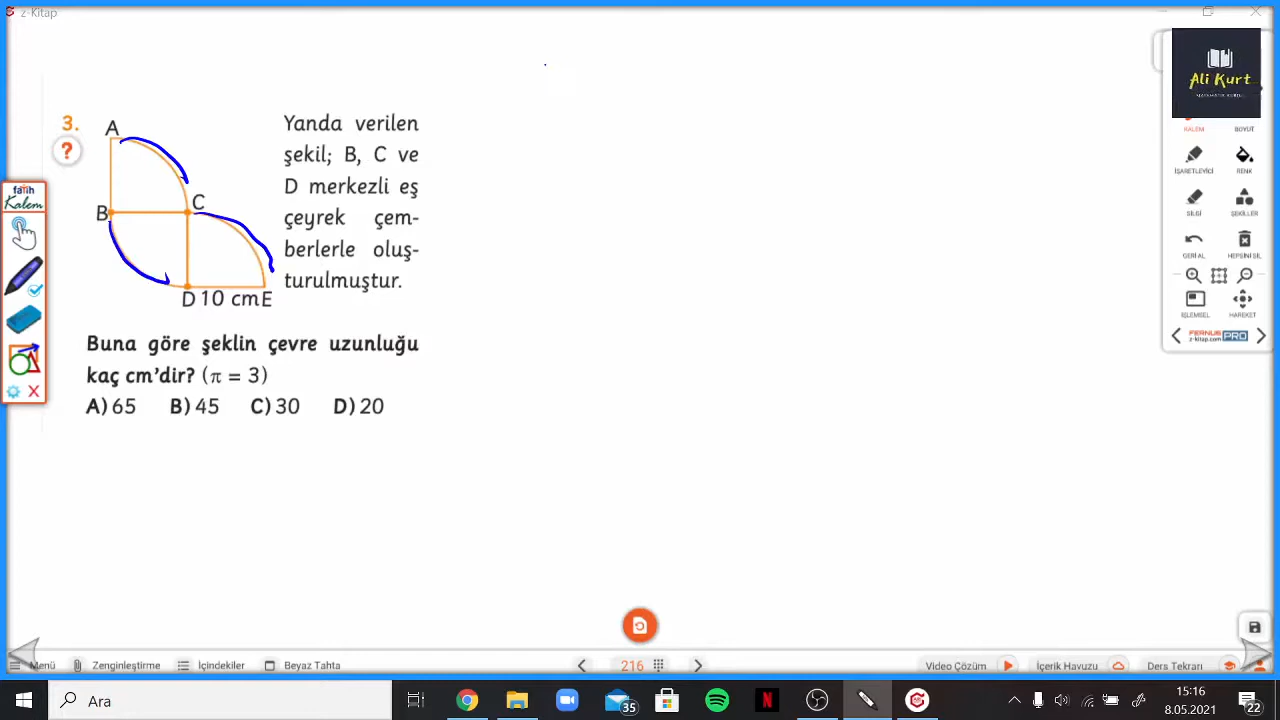 z-Kitap
Ali Kurt
3.
?
A
B
C
D 10 cm E
Yanda verilen
şekil; B, C ve
D merkezli eş
çeyrek çem-
berlerle oluş-
turulmuştur.
Buna göre şeklin çevre uzunluğu
kaç cm'dir? (π = 3)
A) 65 B) 45 C) 30 D) 20
fatih
Kalem
KALEM BOYUT
İŞARETLEYİCİ RENK
SİLGİ ŞEKİLLER
GERİ AL HEPSİNİ SİL
İŞLEMSEL HAREKET
FERNUS PRO
z-kitap.com
Menü Zenginleştirme İçindekiler Beyaz Tahta 216 Video Çözüm İçerik Havuzu Ders Tekrarı
Ara
35
N
15:16
8.05.2021
22